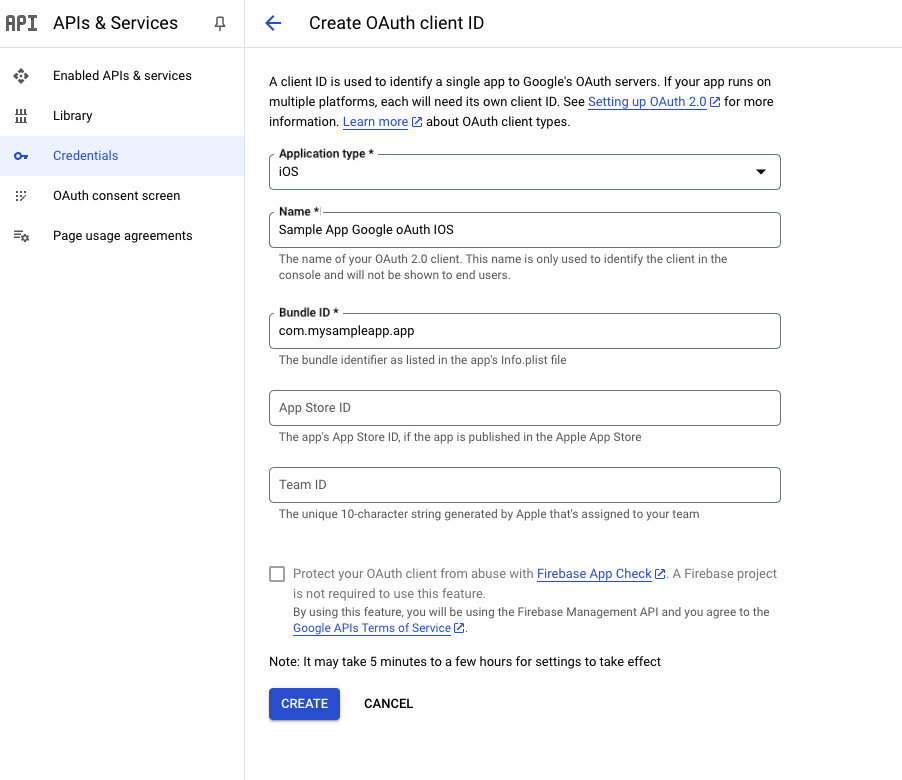 API APIs & Services
Enabled APIs & services
Library
Credentials
OAuth consent screen
Page usage agreements
Create OAuth client ID
A client ID is used to identify a single app to Google's OAuth servers. If your app runs on
multiple platforms, each will need its own client ID. See Setting up OAuth 2.0 for more
information. Learn more about OAuth client types.
Application type *
iOS
Name *
Sample App Google oAuth IOS
The name of your OAuth 2.0 client. This name is only used to identify the client in the
console and will not be shown to end users.
Bundle ID *
com.mysampleapp.app
The bundle identifier as listed in the app's Info.plist file
App Store ID
The app's App Store ID, if the app is published in the Apple App Store
Team ID
The unique 10-character string generated by Apple that's assigned to your team
Protect your OAuth client from abuse with Firebase App Check. A Firebase project
is not required to use this feature.
By using this feature, you will be using the Firebase Management API and you agree to the
Google APIs Terms of Service.
Note: It may take 5 minutes to a few hours for settings to take effect
CREATE CANCEL